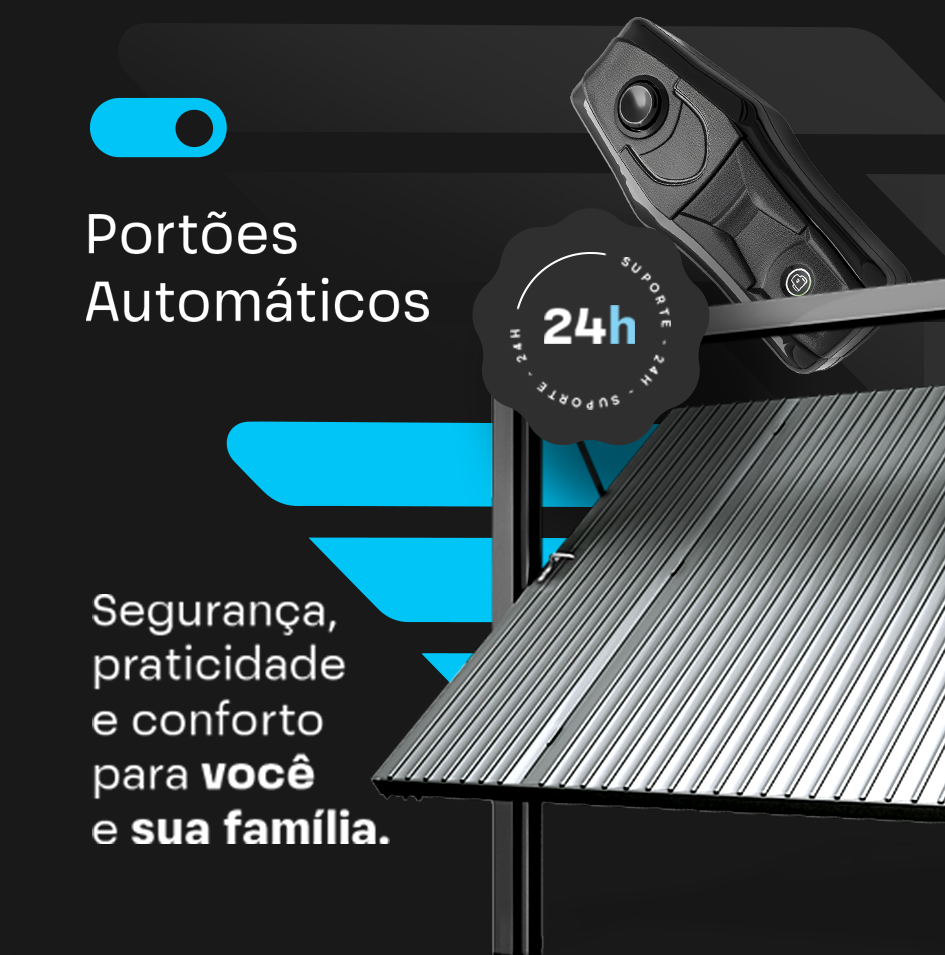 Portões
Automáticos
24h
SUPORTE - 24H - SUPORTE - 24H
Segurança,
praticidade
e conforto
para você
e sua família.